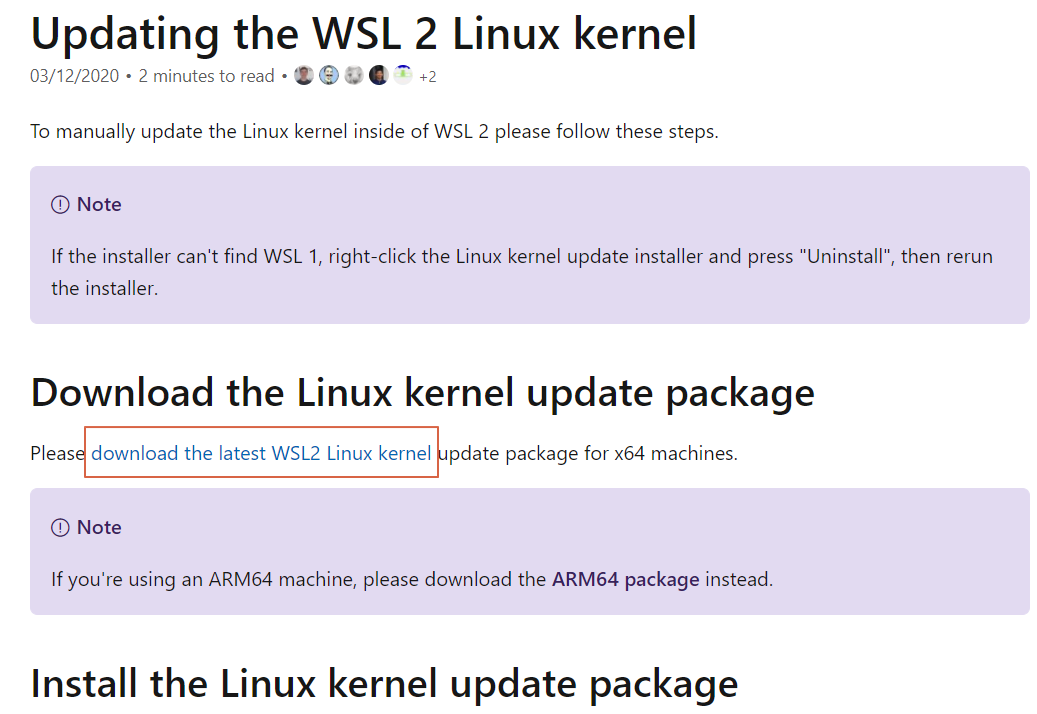 Updating the WSL 2 Linux kernel
03/12/2020 • 2 minutes to read • +2
To manually update the Linux kernel inside of WSL 2 please follow these steps.
Note
If the installer can't find WSL 1, right-click the Linux kernel update installer and press "Uninstall", then rerun
the installer.
Download the Linux kernel update package
Please download the latest WSL2 Linux kernel update package for x64 machines.
Note
If you're using an ARM64 machine, please download the ARM64 package instead.
Install the Linux kernel update package